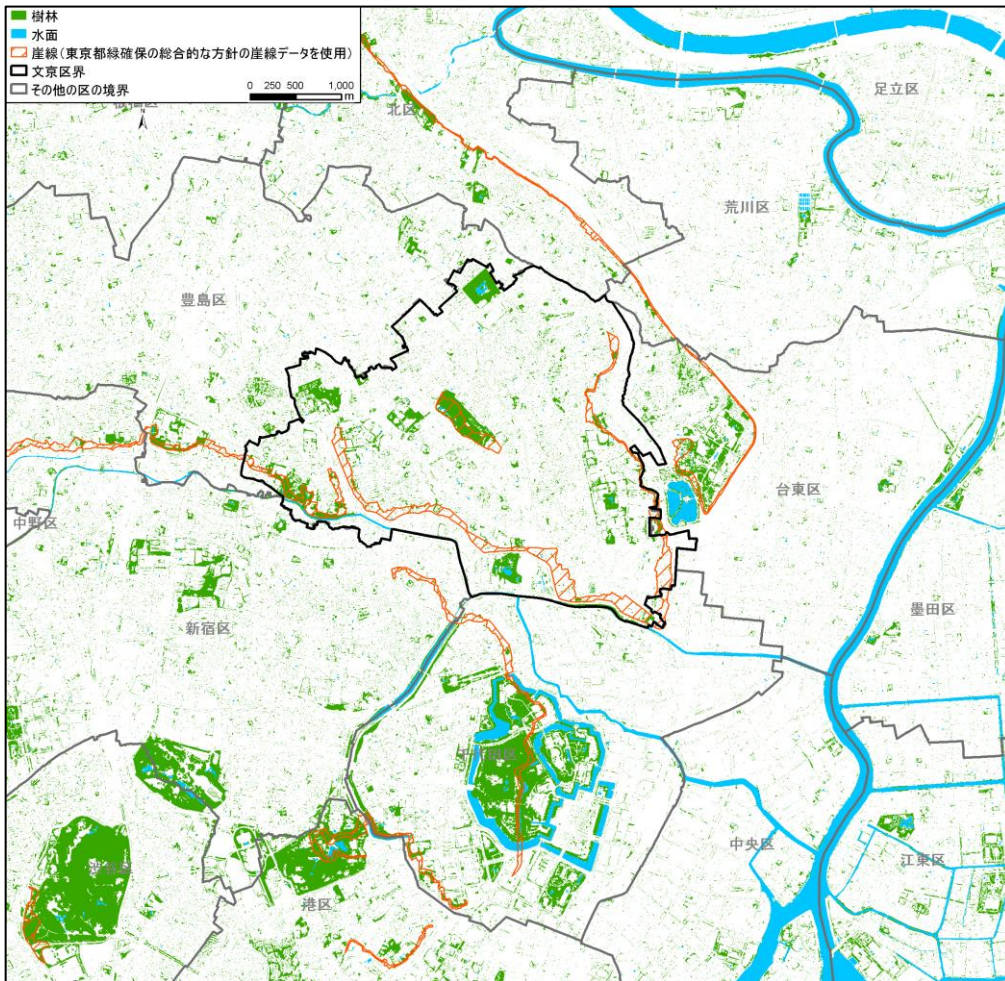 樹林
水面
崖線(東京都緑確保の総合的な方針の崖線データを使用)
文京区界
その他の区の境界
0 250 500 1,000
m
N
足立区
北区
荒川区
豊島区
台東区
中野区
墨田区
新宿区
中央区
江東区
港区